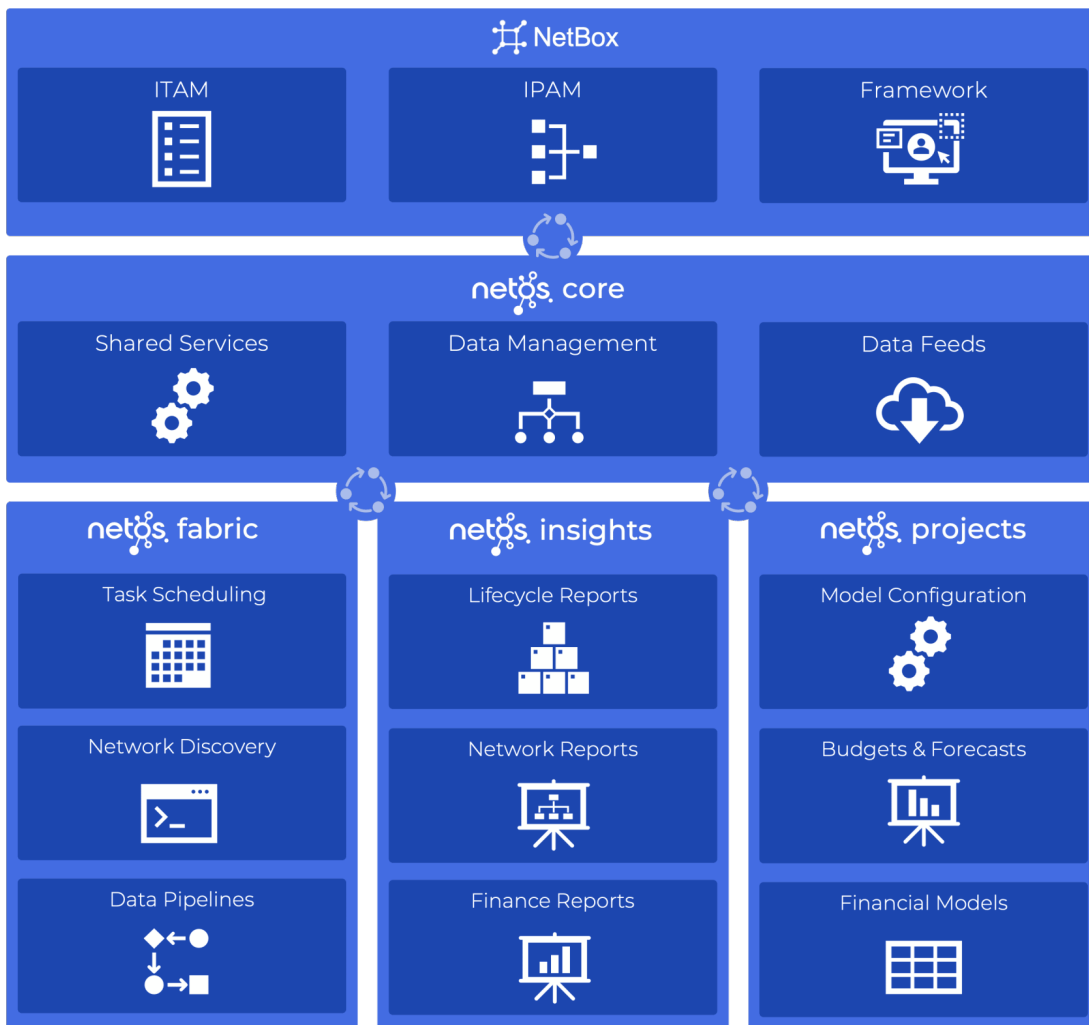 NetBox
ITAM
IPAM
Framework
netos. core
Shared Services
Data Management
Data Feeds
netos. fabric
netos. insights
netos. projects
Task Scheduling
Lifecycle Reports
Model Configuration
Network Discovery
Network Reports
Budgets & Forecasts
Data Pipelines
Finance Reports
Financial Models